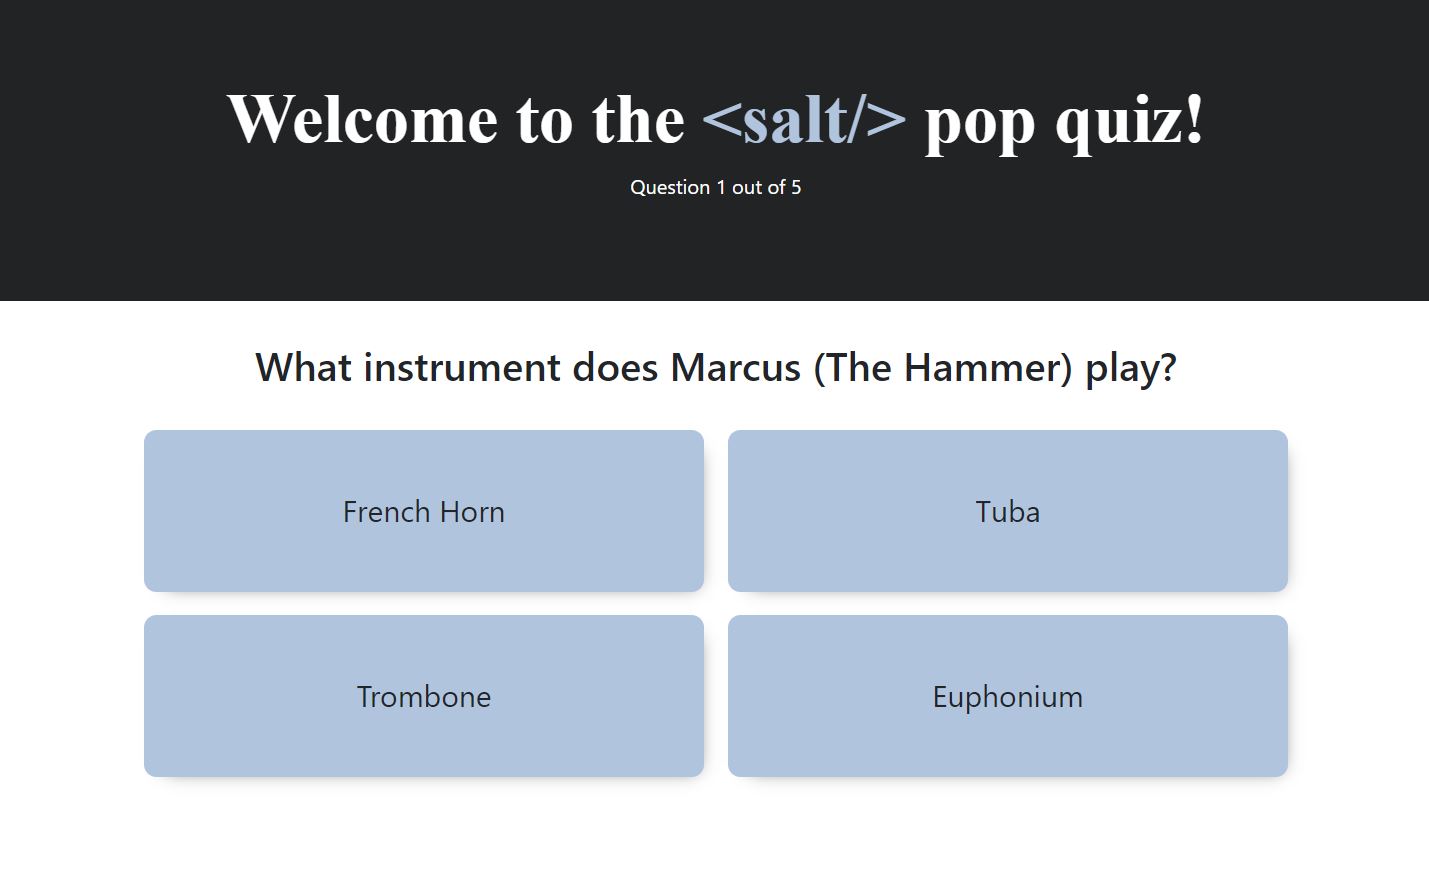 Welcome to the <salt/> pop quiz!
Question 1 out of 5
What instrument does Marcus (The Hammer) play?
French Horn
Tuba
Trombone
Euphonium